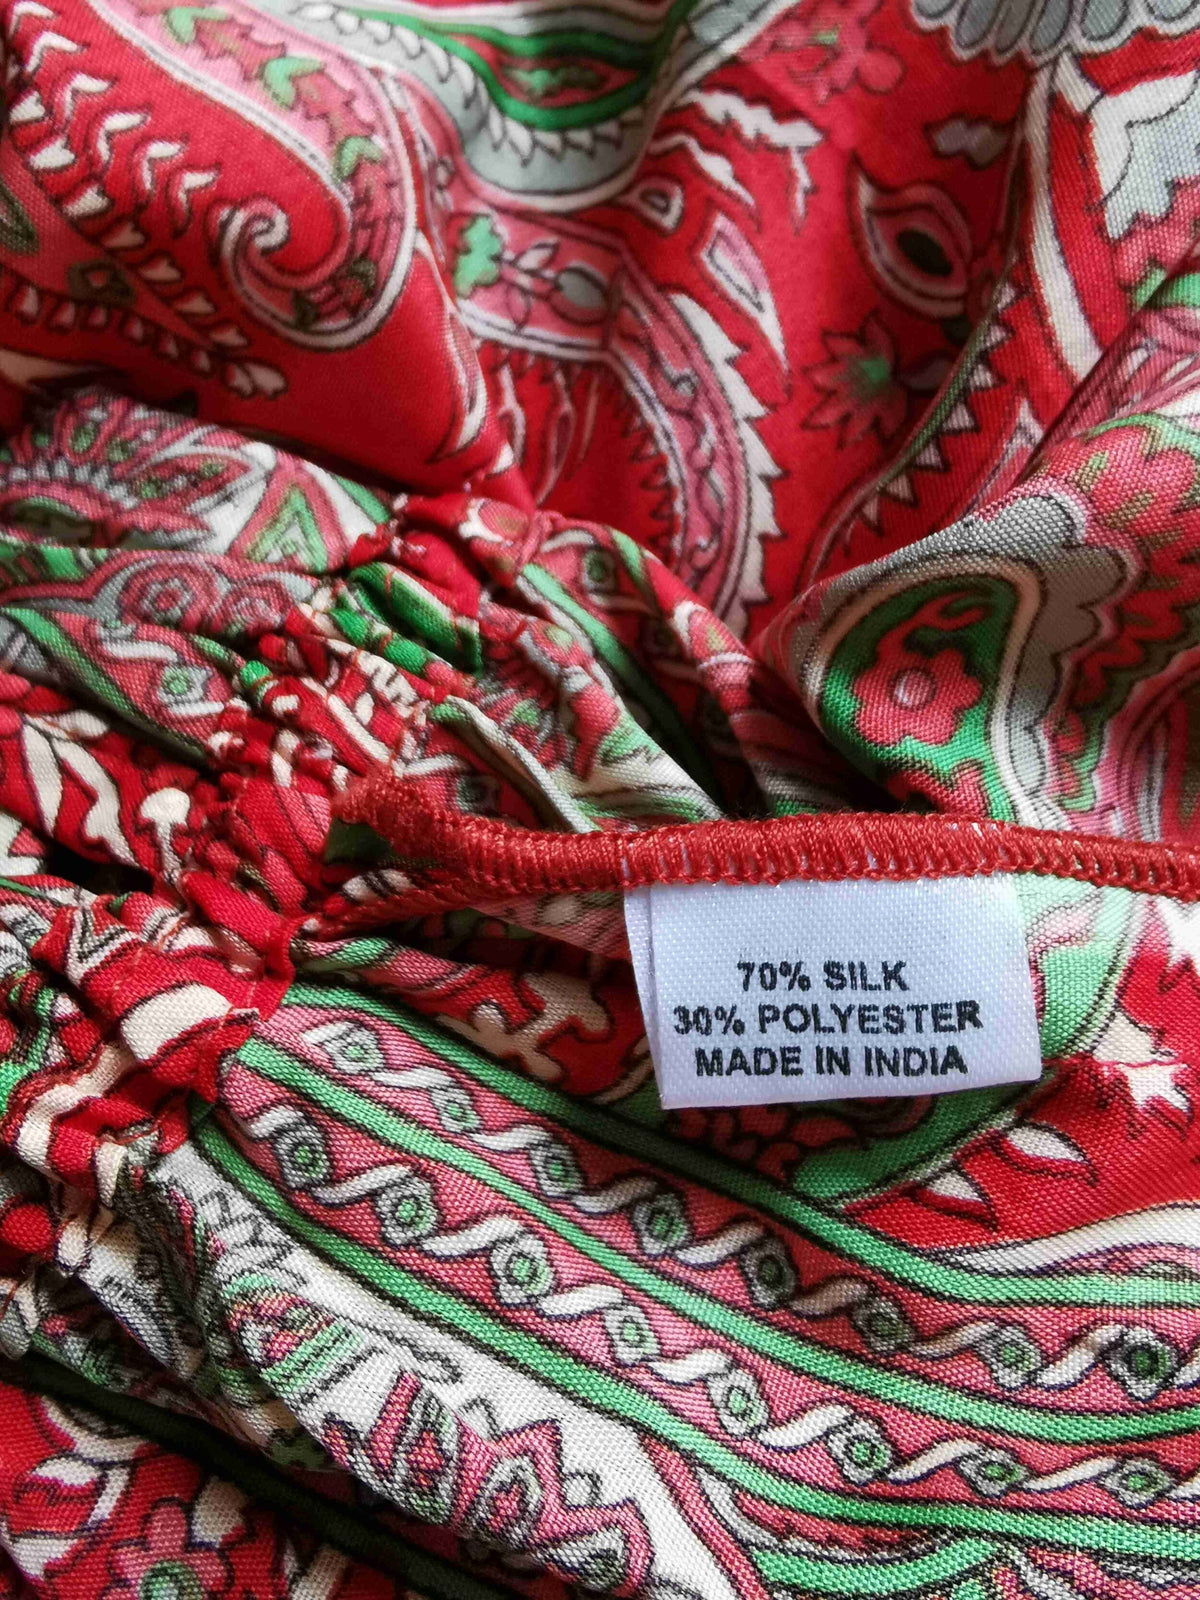 70% SILK
30% POLYESTER
MADE IN INDIA